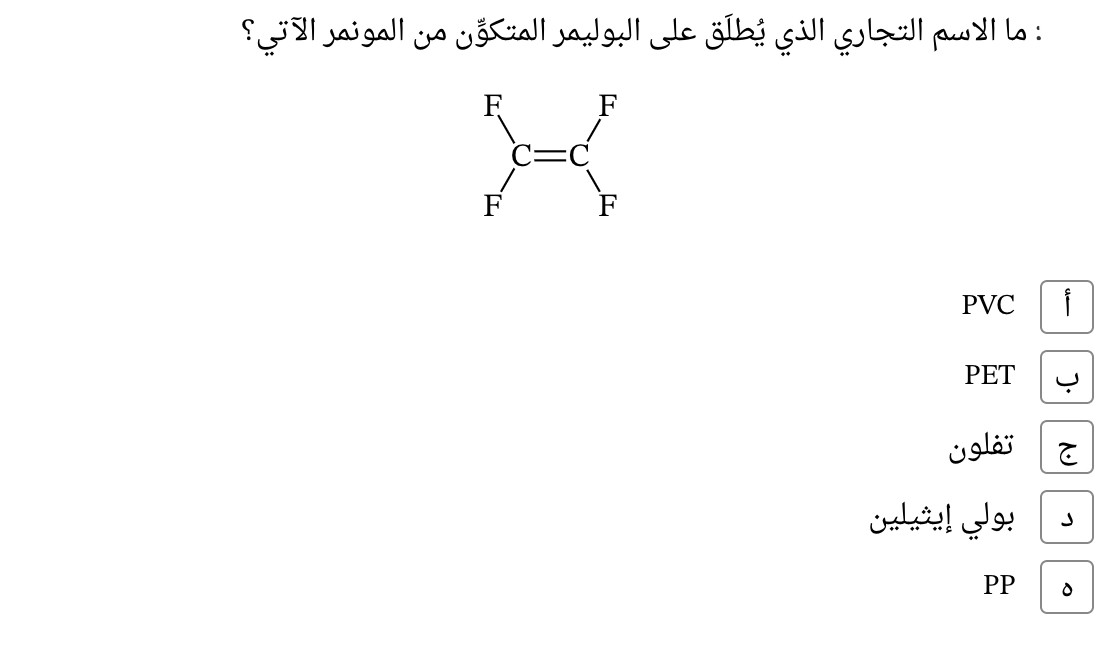 : ما الاسم التجاري الذي يُطلَق على البوليمر المتكوِّن من المونمر الآتي؟
F F
C=C
F F
أ PVC
ب PET
ج تفلون
د بولي إيثيلين
ه PP